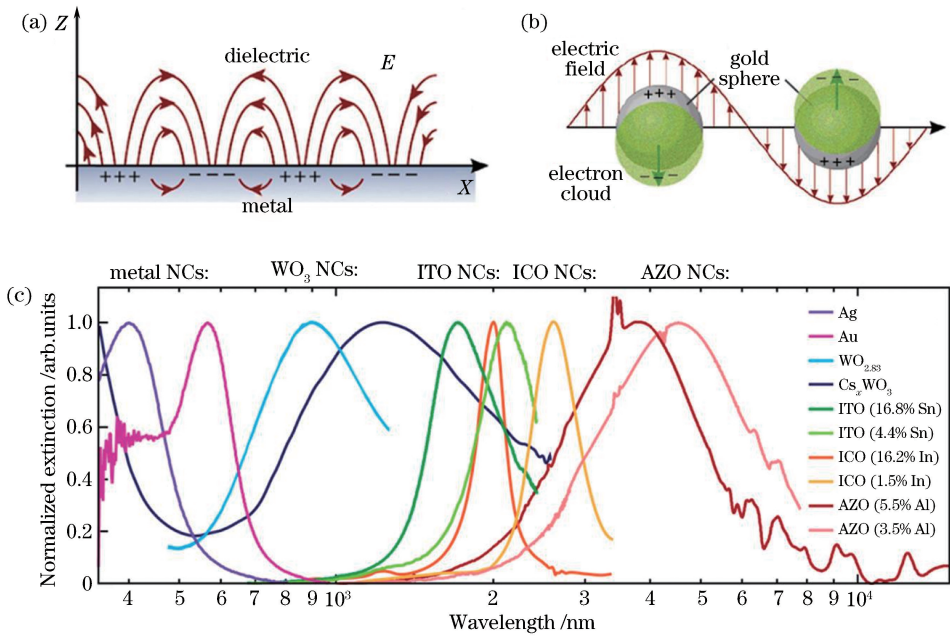 (a)
Z
dielectric
E
+++
− − −
+++
− − −
X
metal
(b)
electric
field
gold
sphere
+++
− − −
− − −
+++
electron
cloud
(c)
metal NCs:
WO₃ NCs:
ITO NCs:
ICO NCs:
AZO NCs:
Normalized extinction /arb.units
1.0
0.8
0.6
0.4
0.2
0
Ag
Au
WO₂.₈₃
CsₓWO₃
ITO (16.8% Sn)
ITO (4.4% Sn)
ICO (16.2% In)
ICO (1.5% In)
AZO (5.5% Al)
AZO (3.5% Al)
4 5 6 7 8 9 10³ 2 3 4 5 6 7 8 9 10⁴
Wavelength /nm